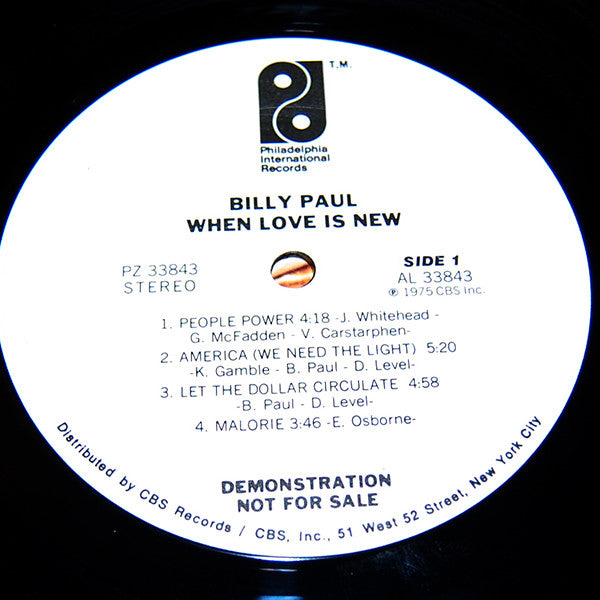 T.M.
Philadelphia
International
Records
BILLY PAUL
WHEN LOVE IS NEW
PZ 33843
STEREO
SIDE 1
AL 33843
℗ 1975 CBS Inc.
1. PEOPLE POWER 4:18 -J. Whitehead -
G. McFadden - V. Carstarphen-
2. AMERICA (WE NEED THE LIGHT) 5:20
-K. Gamble - B. Paul - D. Level-
3. LET THE DOLLAR CIRCULATE 4:58
-B. Paul - D. Level-
4. MALORIE 3:46 -E. Osborne-
DEMONSTRATION
NOT FOR SALE
Distributed by CBS Records / CBS, Inc., 51 West 52 Street, New York City